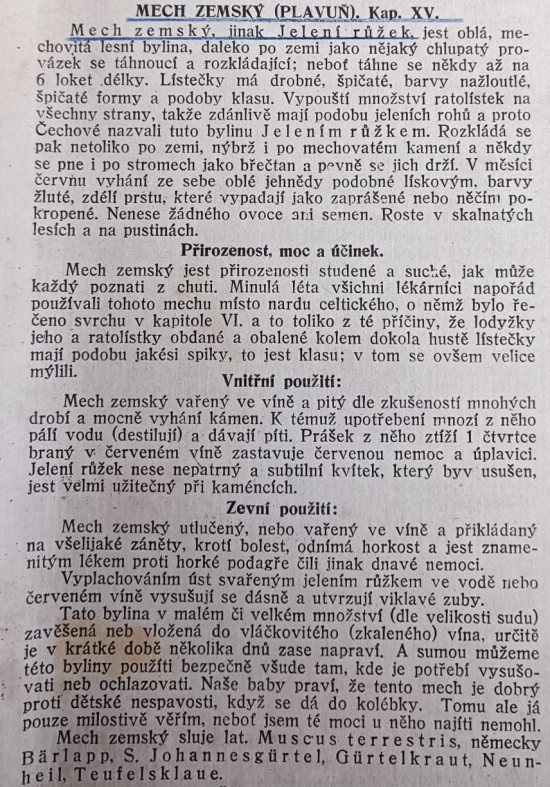 MECH ZEMSKÝ (PLAVUŇ). Kap. XV.
Mech zemský, jinak Jelení růžek, jest oblá, me-
chovitá lesní bylina, daleko po zemi jako nějaký chlupatý pro-
vázek se táhnoucí a rozkládající; neboť táhne se někdy až na
6 loket délky. Lístečky má drobné, špičaté, barvy nažloutlé,
špičaté formy a podoby klasu. Vypouští množství ratolístek na
všechny strany, takže zdánlivě mají podobu jeleních rohů a proto
Čechové nazvali tuto bylinu Jelením růžkem. Rozkládá se
pak netoliko po zemi, nýbrž i po mechovatém kamení a někdy
se pne i po stromech jako břečtan a pevně se jich drží. V měsíci
červnu vyhání ze sebe oblé jehnědy podobné lískovým, barvy
žluté, zdélí prstu, které vypadají jako zaprášené nebo něčím po-
kropené. Nenese žádného ovoce ani semen. Roste v skalnatých
lesích a na pustinách.
Přirozenost, moc a účinek.
Mech zemský jest přirozenosti studené a suché, jak může
každý poznati z chuti. Minulá léta všichni lékárníci napořád
používali tohoto mechu místo nardu celtického, o němž bylo ře-
čeno svrchu v kapitole VI. a to toliko z té příčiny, že lodyžky
jeho a ratolístky obdané a obalené kolem dokola hustě lístečky
mají podobu jakési spiky, to jest klasu; v tom se ovšem velice
mýlili.
Vnitřní použití:
Mech zemský vařený ve víně a pitý dle zkušeností mnohých
drobí a mocně vyhání kámen. K témuž upotřebení mnozí z něho
pálí vodu (destilují) a dávají píti. Prášek z něho ztíží 1 čtvrtce
braný v červeném víně zastavuje červenou nemoc a úplavici.
Jelení růžek nese nepatrný a subtilní kvítek, který byv usušen,
jest velmi užitečný při kaméncích.
Zevní použití:
Mech zemský utlučený, nebo vařený ve víně a přikládaný
na všelijaké záněty, krotí bolest, odnímá horkost a jest zname-
nitým lékem proti horké podagře čili jinak dnavé nemoci.
Vyplachováním úst svařeným jelením růžkem ve vodě nebo
červeném víně vysušují se dásně a utvrzují viklavé zuby.
Tato bylina v malém či velkém množství (dle velikosti sudu)
zavěšená neb vložená do vláčkovitého (zkaleného) vína, určitě
je v krátké době několika dnů zase napraví. A sumou můžeme
této byliny použíti bezpečně všude tam, kde je potřebí vysušo-
vati neb ochlazovati. Naše baby praví, že tento mech je dobrý
proti dětské nespavosti, když se dá do kolébky. Tomu ale já
pouze milostivě věřím, neboť jsem té moci u něho najíti nemohl.
Mech zemský sluje lat. Muscus terrestris, německy
Bärlapp, S. Johannesgürtel, Gürtelkraut, Neun-
heil, Teufelsklaue.